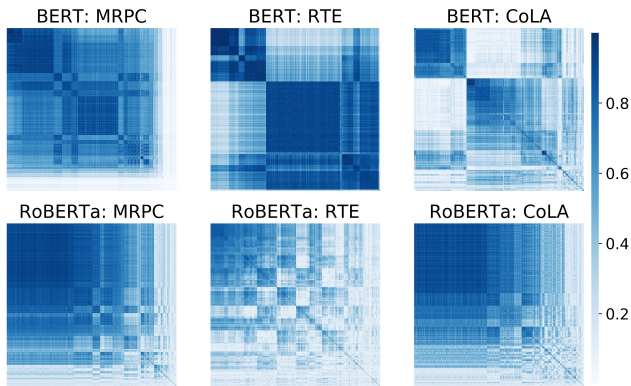 BERT: MRPC
BERT: RTE
BERT: CoLA
RoBERTa: MRPC
RoBERTa: RTE
RoBERTa: CoLA
0.8
0.6
0.4
0.2